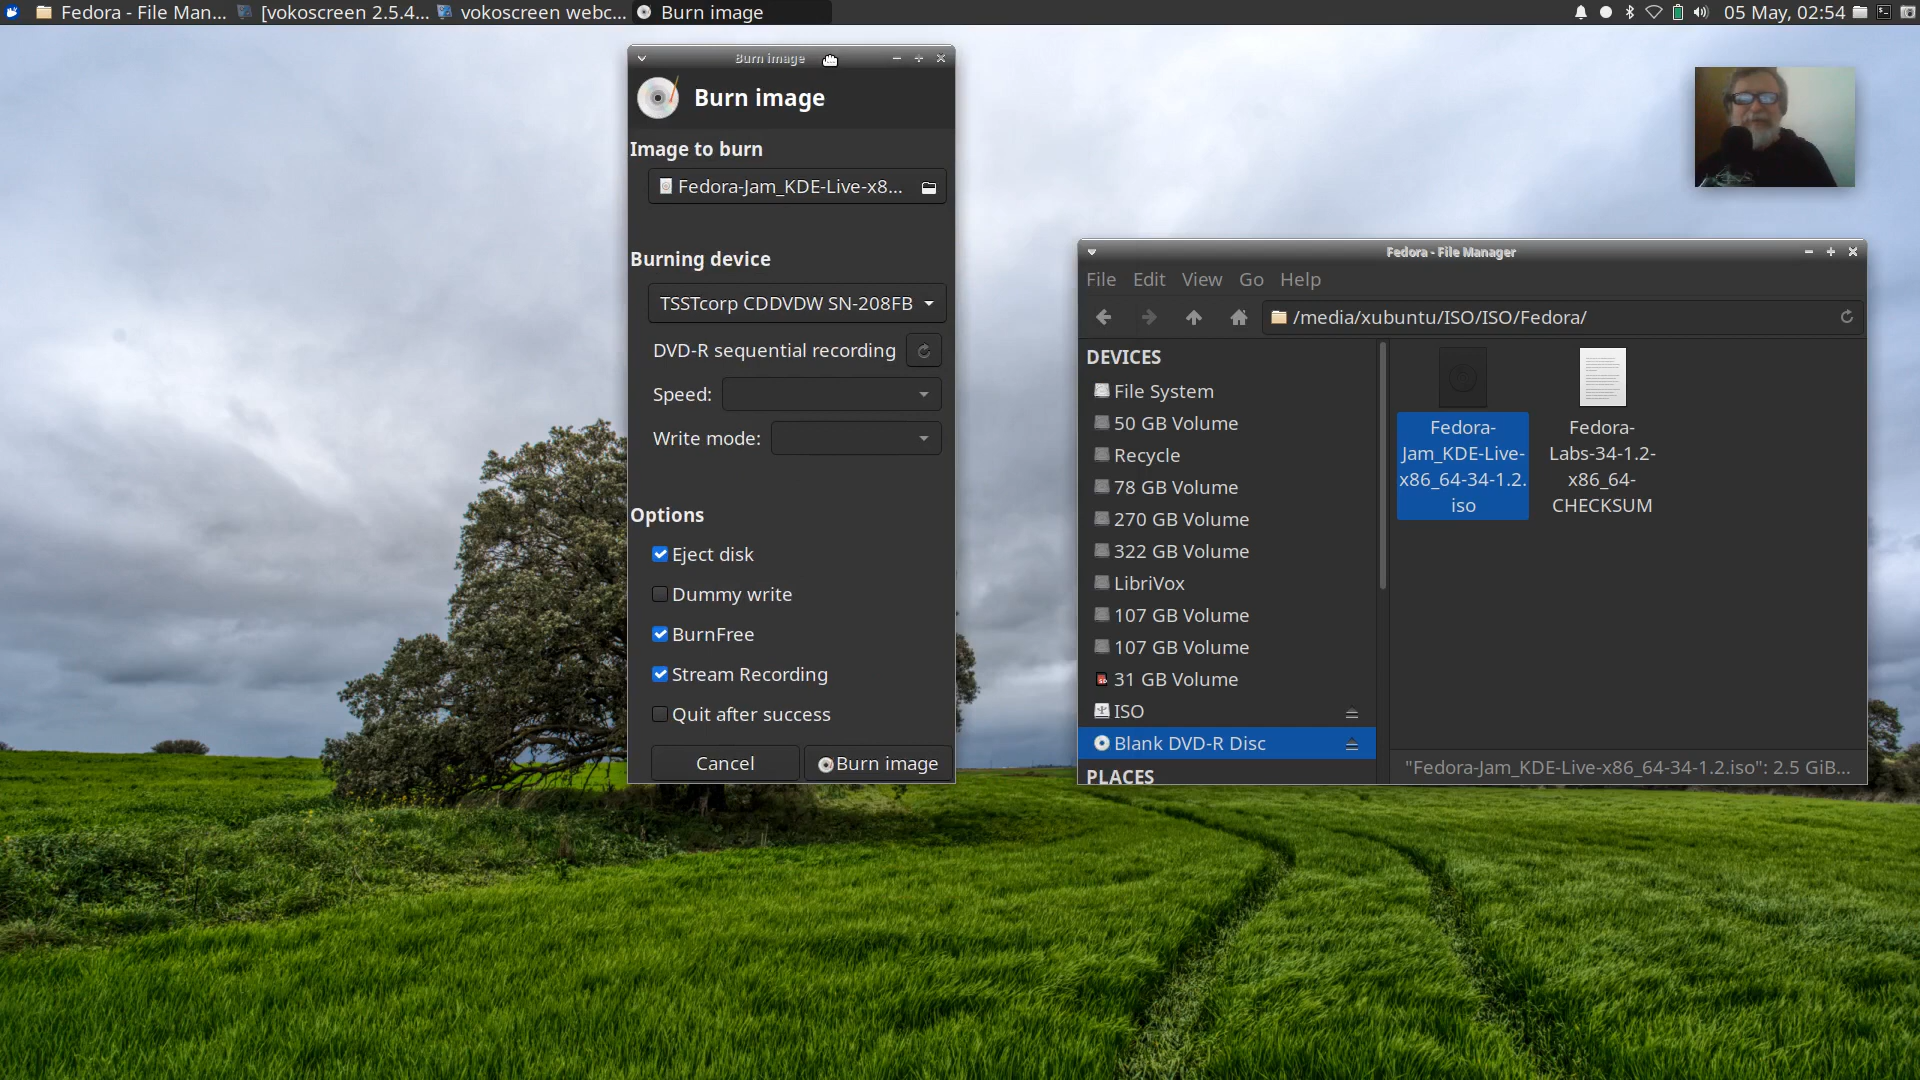 Fedora - File Man...
[vokoscreen 2.5.4...
vokoscreen webc...
Burn image
05 May, 02:54
Burn image
Burn image
Image to burn
Fedora-Jam_KDE-Live-x8...
Burning device
TSSTcorp CDDVDW SN-208FB
DVD-R sequential recording
Speed:
Write mode:
Options
Eject disk
Dummy write
BurnFree
Stream Recording
Quit after success
Cancel
Burn image
Fedora - File Manager
File Edit View Go Help
/media/xubuntu/ISO/ISO/Fedora/
DEVICES
File System
50 GB Volume
Recycle
78 GB Volume
270 GB Volume
322 GB Volume
LibriVox
107 GB Volume
107 GB Volume
31 GB Volume
ISO
Blank DVD-R Disc
PLACES
Fedora-
Jam_KDE-Live-
x86_64-34-1.2.
iso
Fedora-
Labs-34-1.2-
x86_64-
CHECKSUM
"Fedora-Jam_KDE-Live-x86_64-34-1.2.iso": 2.5 GiB...